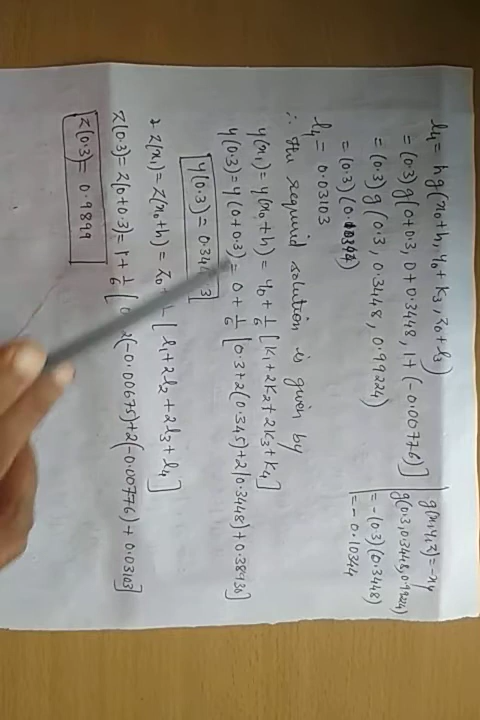 l4 = hg(x0+h, y0+k3, z0+l3)
= (0.3) g(0+0.3, 0+0.3448, 1+(-0.00776)]
= (0.3) g(0.3, 0.3448, 0.99224)
= (0.3) (0.10344)
l4 = 0.03103
g(x,y,z) = -xy
g(0.3, 0.3448, 0.99224)
= -(0.3)(0.3448)
= -0.10344
∴ the required solution is given by
y(x1) = y(x0+h) = y0 + 1/6 [k1+2k2+2k3+k4]
y(0.3) = y(0+0.3) = 0 + 1/6 [0.3+2(0.345)+2(0.3448)+0.38936]
y(0.3) = 0.34 3
& z(x1) = z(x0+h) = z0 [l1+2l2+2l3+l4]
z(0.3) = z(0+0.3) = 1 + 1/6 [ 2(-0.00675)+2(-0.00776)+0.03103]
z(0.3) = 0.9899